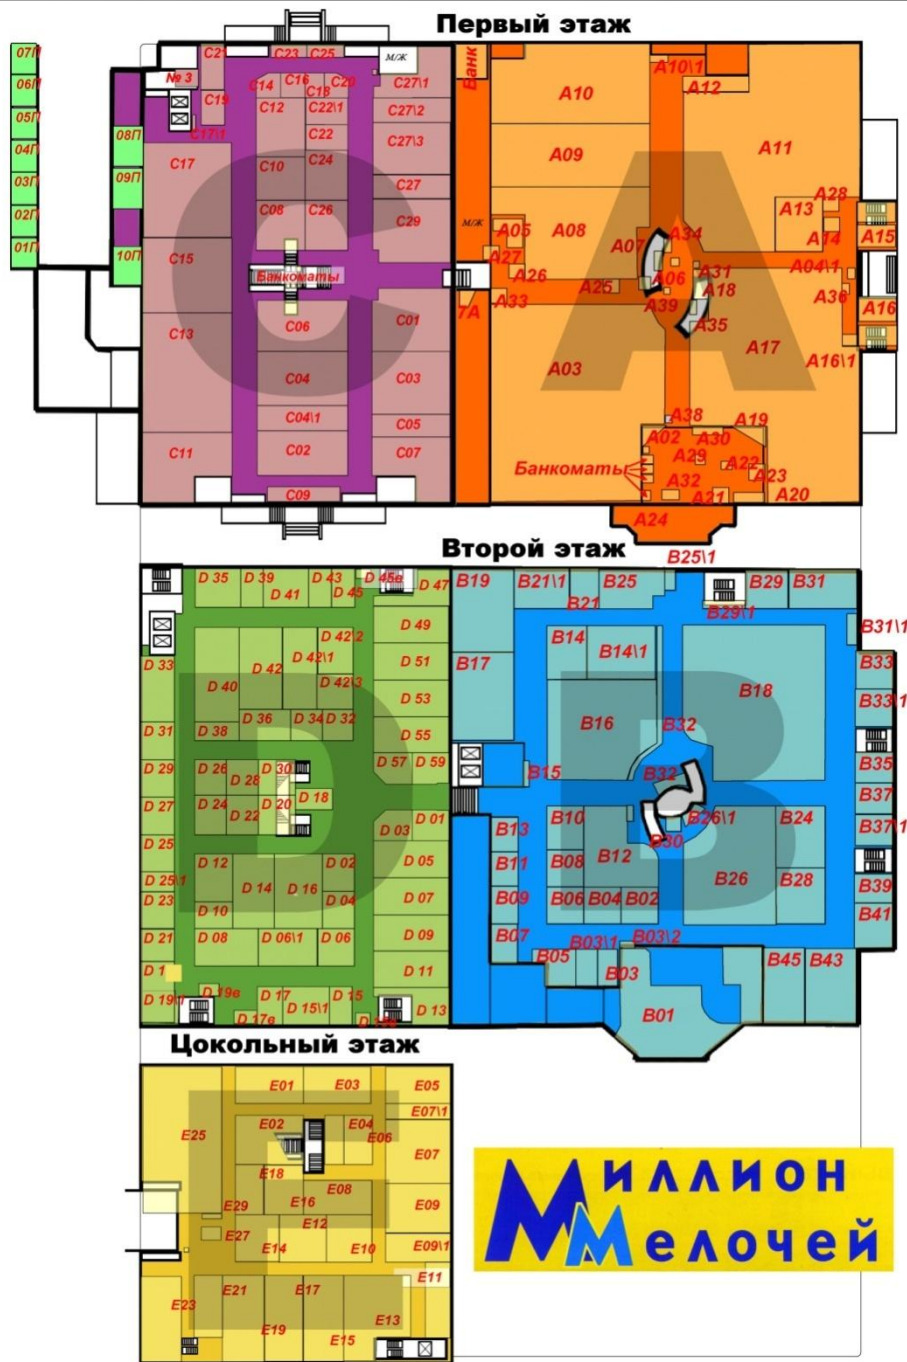 Первый этаж
07П
06П
05П
04П
03П
02П
01П
08П
09П
10П
№ 3
C21
C19
C17\1
C17
C15
C13
C11
C23
C25
М/Ж
C14
C16
C18
C20
C12
C22\1
C22
C10
C24
C08
C26
C27\1
C27\2
C27\3
C27
C29
Банкоматы
C06
C04
C04\1
C02
C09
C01
C03
C05
C07
C
Банк
М/Ж
7А
A10
A09
A08
A05
A27
A26
A33
A25
A03
A07
A34
A06
A39
A31
A18
A35
A10\1
A12
A11
A13
A28
A14
A15
A04\1
A36
A16
A16\1
A17
A38
A19
A02
A30
A29
A22
A23
A32
A21
A20
A24
Банкоматы
A
Второй этаж
D 35
D 39
D 41
D 43
D 45
D 45в
D 47
D 49
D 51
D 53
D 55
D 57
D 59
D 42\2
D 42\1
D 42
D 42\3
D 40
D 38
D 36
D 34
D 32
D 33
D 31
D 29
D 27
D 25
D 25\1
D 23
D 21
D 1
D 19\1
D 26
D 28
D 30
D 24
D 22
D 20
D 18
D 12
D 14
D 16
D 02
D 04
D 10
D 08
D 06\1
D 06
D 01
D 03
D 05
D 07
D 09
D 11
D 13
D 19в
D 17в
D 17
D 15\1
D 15
D 15в
D
B25\1
B19
B21\1
B21
B25
B29\1
B29
B31
B31\1
B17
B14
B14\1
B16
B18
B32
B32
B15
B33
B33\1
B35
B37
B37\1
B39
B41
B13
B11
B09
B07
B10
B08
B12
B06
B04
B02
B30
B26\1
B26
B24
B28
B05
B03\1
B03\2
B03
B01
B45
B43
B
Цокольный этаж
E01
E03
E05
E07\1
E07
E09
E09\1
E11
E25
E02
E04
E06
E18
E08
E16
E29
E12
E27
E14
E10
E23
E21
E17
E19
E15
E13
E
Миллион
Мелочей